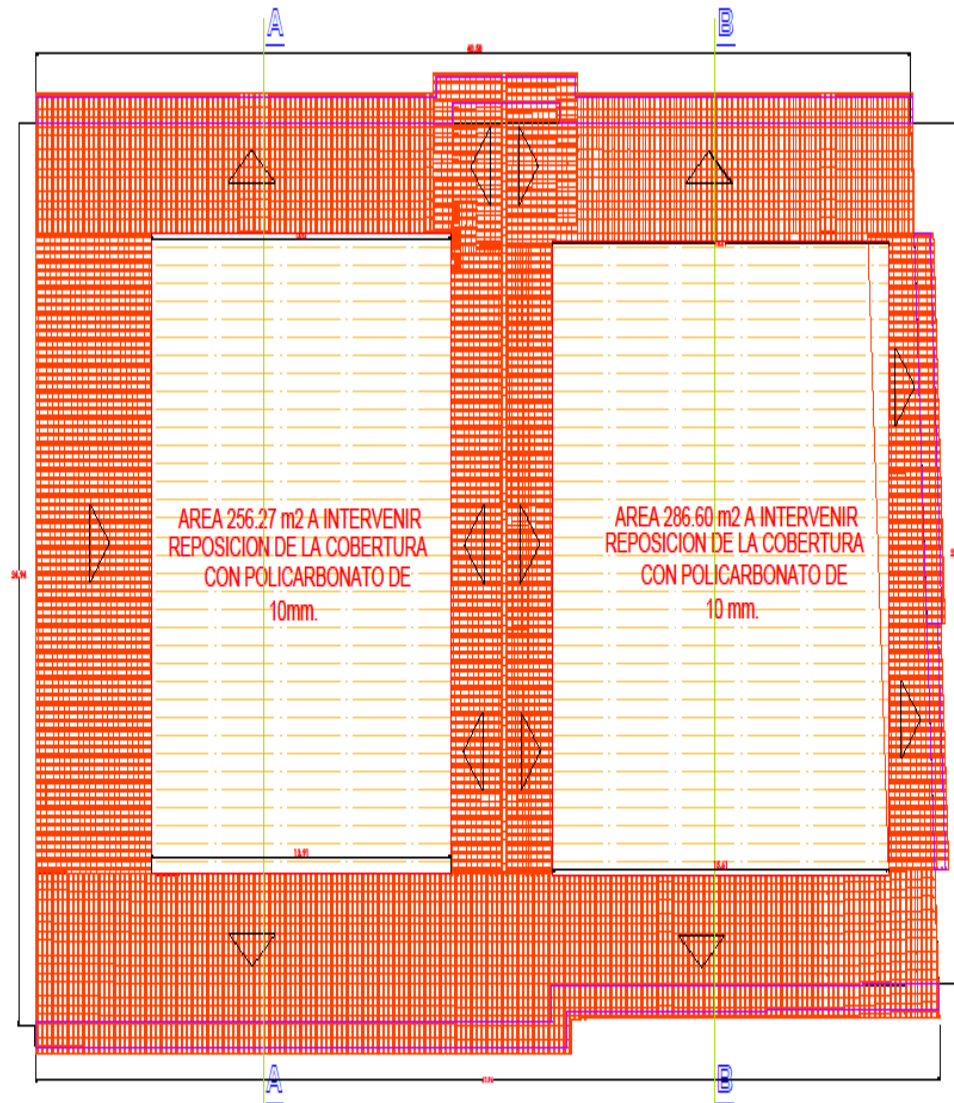 A
B
AREA 256.27 m2 A INTERVENIR
REPOSICION DE LA COBERTURA
CON POLICARBONATO DE
10mm.
AREA 286.60 m2 A INTERVENIR
REPOSICION DE LA COBERTURA
CON POLICARBONATO DE
10 mm.
A
B